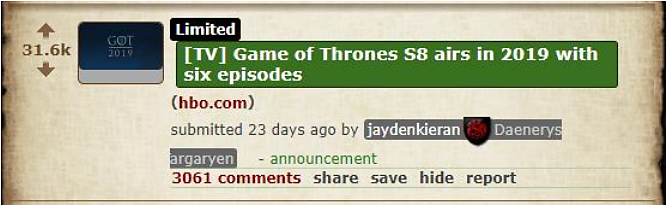 Limited
31.6k
GOT
2019
[TV] Game of Thrones S8 airs in 2019 with
six episodes
(hbo.com)
submitted 23 days ago by jaydenkieran Daenerys
argaryen - announcement
3061 comments share save hide report